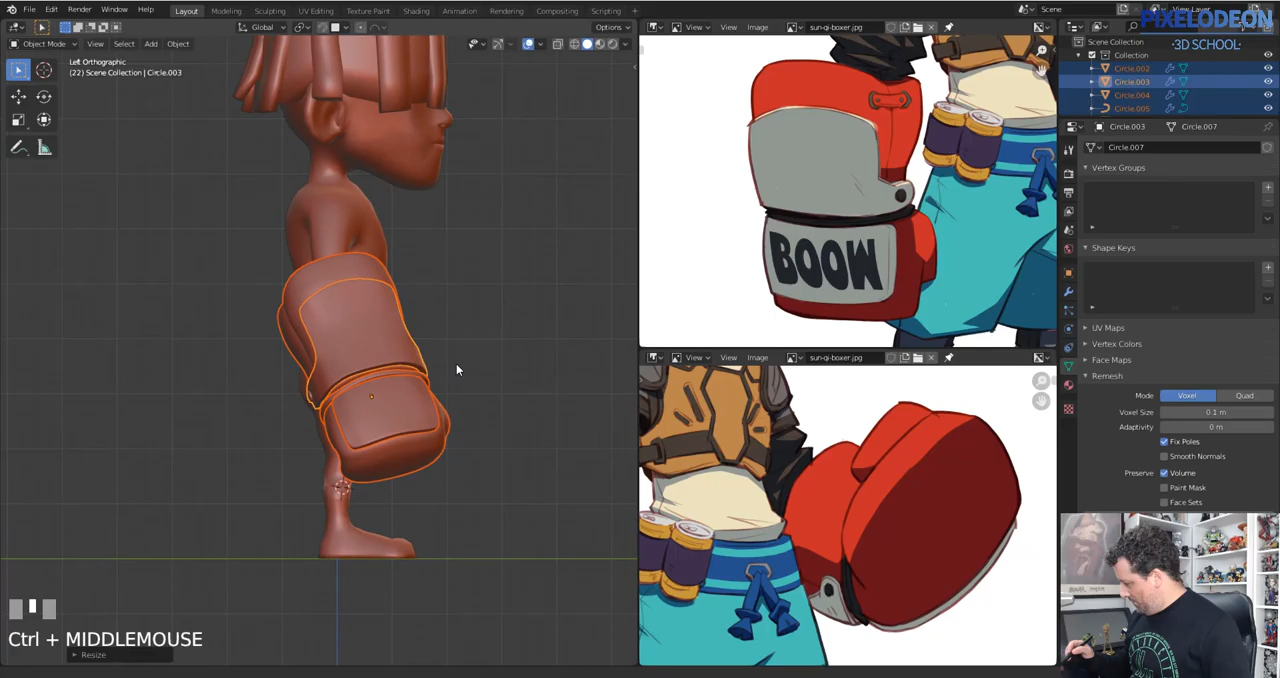 File Edit Render Window Help Layout Modeling Sculpting UV Editing Texture Paint Shading Animation Rendering Compositing Scripting + Scene View Layer
PIXELODEON
·3D SCHOOL·
Global Options
Object Mode View Select Add Object
Left Orthographic
(22) Scene Collection | Circle.003
View View Image sun-qi-boxer.jpg
BOOM
View View Image sun-qi-boxer.jpg
Scene Collection
Collection
Circle.002
Circle.003
Circle.004
Circle.005
Circle.003 Circle.007
Circle.007
Vertex Groups
Shape Keys
UV Maps
Vertex Colors
Face Maps
Remesh
Mode Voxel Quad
Voxel Size 0.1 m
Adaptivity 0 m
Fix Poles
Smooth Normals
Preserve Volume
Paint Mask
Face Sets
Ctrl + MIDDLEMOUSE
Resize